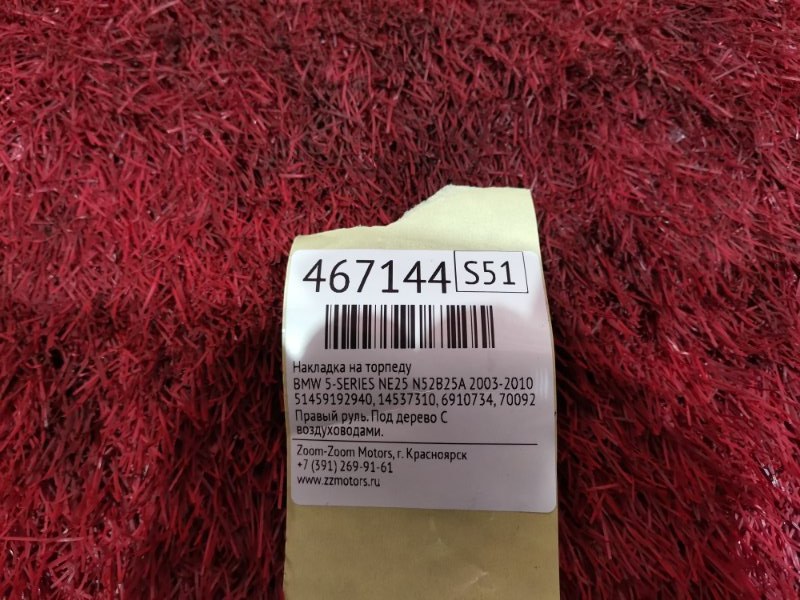 467144 S51
Накладка на торпеду
BMW 5-SERIES NE25 N52B25A 2003-2010
51459192940, 14537310, 6910734, 70092
Правый руль. Под дерево С
воздуховодами.
Zoom-Zoom Motors, г. Красноярск
+7 (391) 269-91-61
www.zzmotors.ru